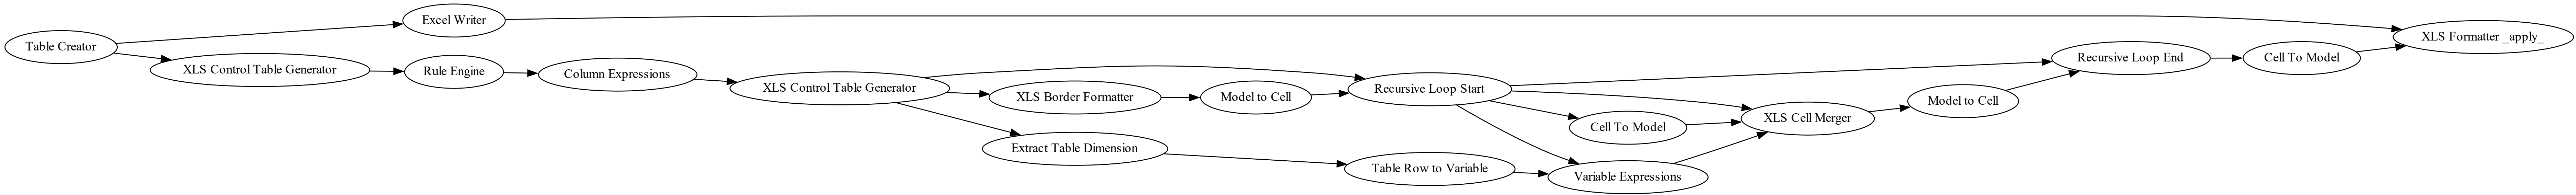 Table Creator
Excel Writer
XLS Control Table Generator
Rule Engine
Column Expressions
XLS Control Table Generator
XLS Border Formatter
Model to Cell
Extract Table Dimension
Table Row to Variable
Recursive Loop Start
Cell To Model
Variable Expressions
XLS Cell Merger
Model to Cell
Recursive Loop End
Cell To Model
XLS Formatter _apply_